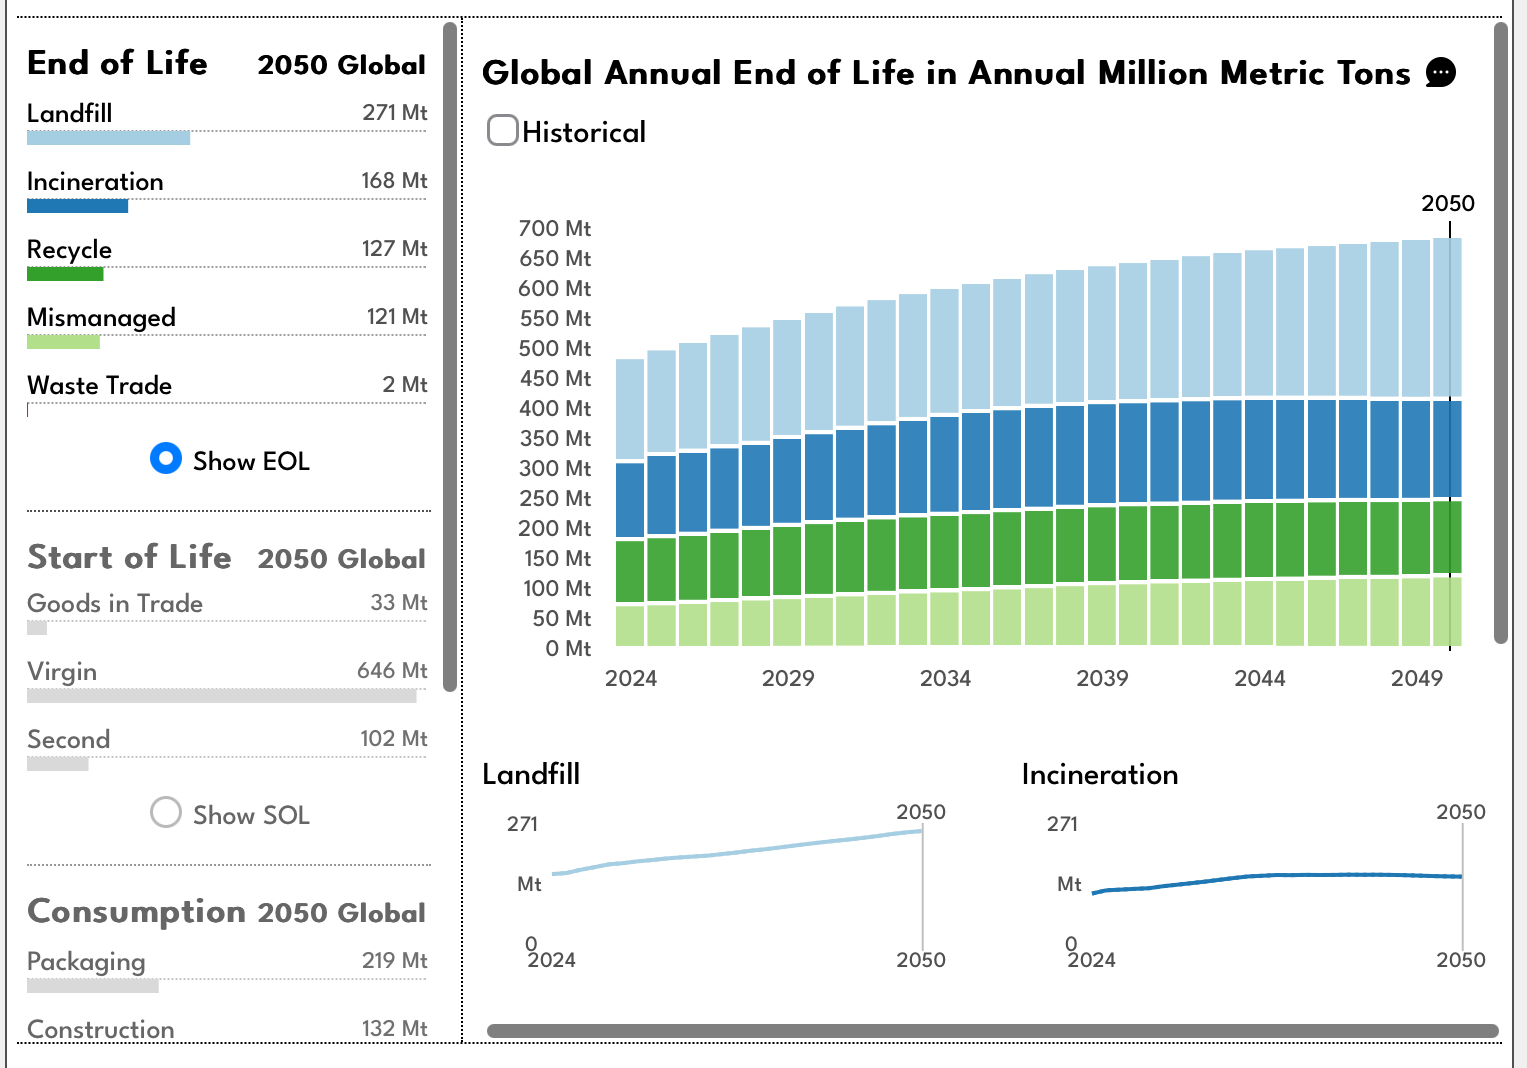 End of Life 2050 Global
Landfill 271 Mt
Incineration 168 Mt
Recycle 127 Mt
Mismanaged 121 Mt
Waste Trade 2 Mt
Show EOL
Start of Life 2050 Global
Goods in Trade 33 Mt
Virgin 646 Mt
Second 102 Mt
Show SOL
Consumption 2050 Global
Packaging 219 Mt
Construction 132 Mt
Global Annual End of Life in Annual Million Metric Tons
Historical
2050
700 Mt
650 Mt
600 Mt
550 Mt
500 Mt
450 Mt
400 Mt
350 Mt
300 Mt
250 Mt
200 Mt
150 Mt
100 Mt
50 Mt
0 Mt
2024 2029 2034 2039 2044 2049
Landfill
2050
271
Mt
0
2024 2050
Incineration
2050
271
Mt
0
2024 2050